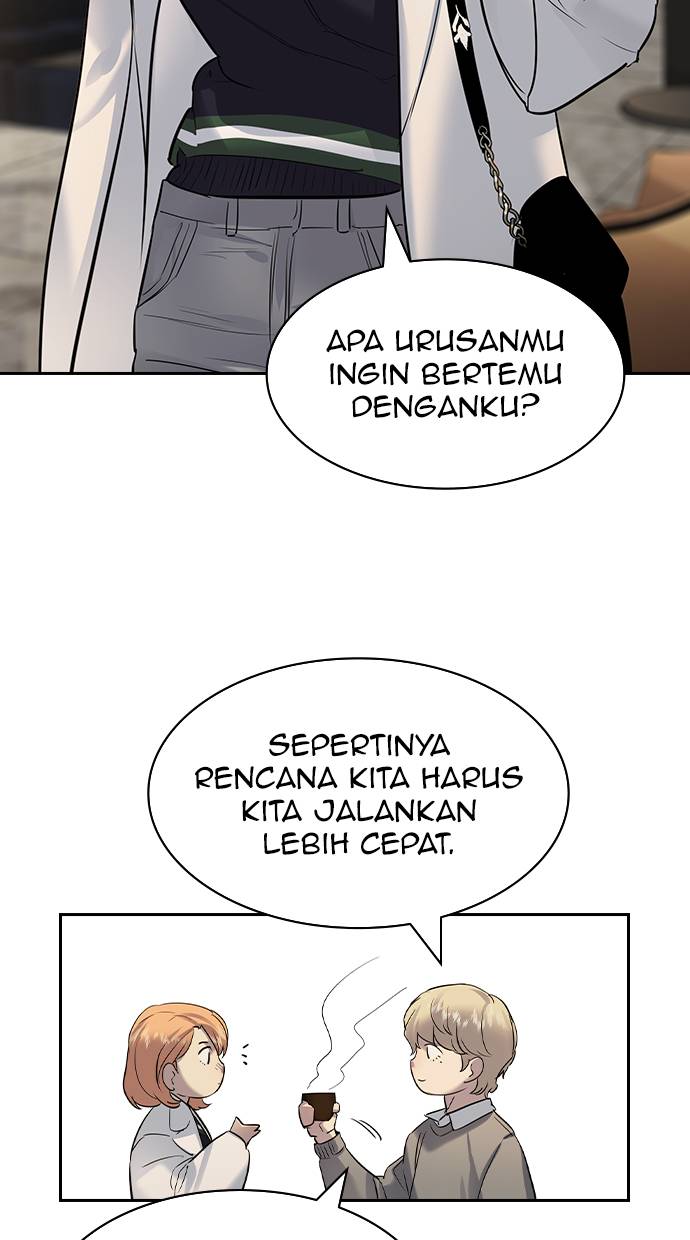 APA URUSANMU
INGIN BERTEMU
DENGANKU?
SEPERTINYA
RENCANA KITA HARUS
KITA JALANKAN
LEBIH CEPAT.